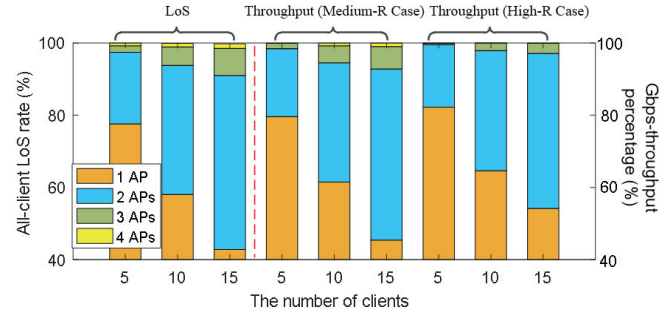 LoS Throughput (Medium-R Case) Throughput (High-R Case)
100 100
80 80
60 60
40 40
All-client LoS rate (%)
Gbps-throughput
percentage (%)
1 AP
2 APs
3 APs
4 APs
5 10 15 5 10 15 5 10 15
The number of clients